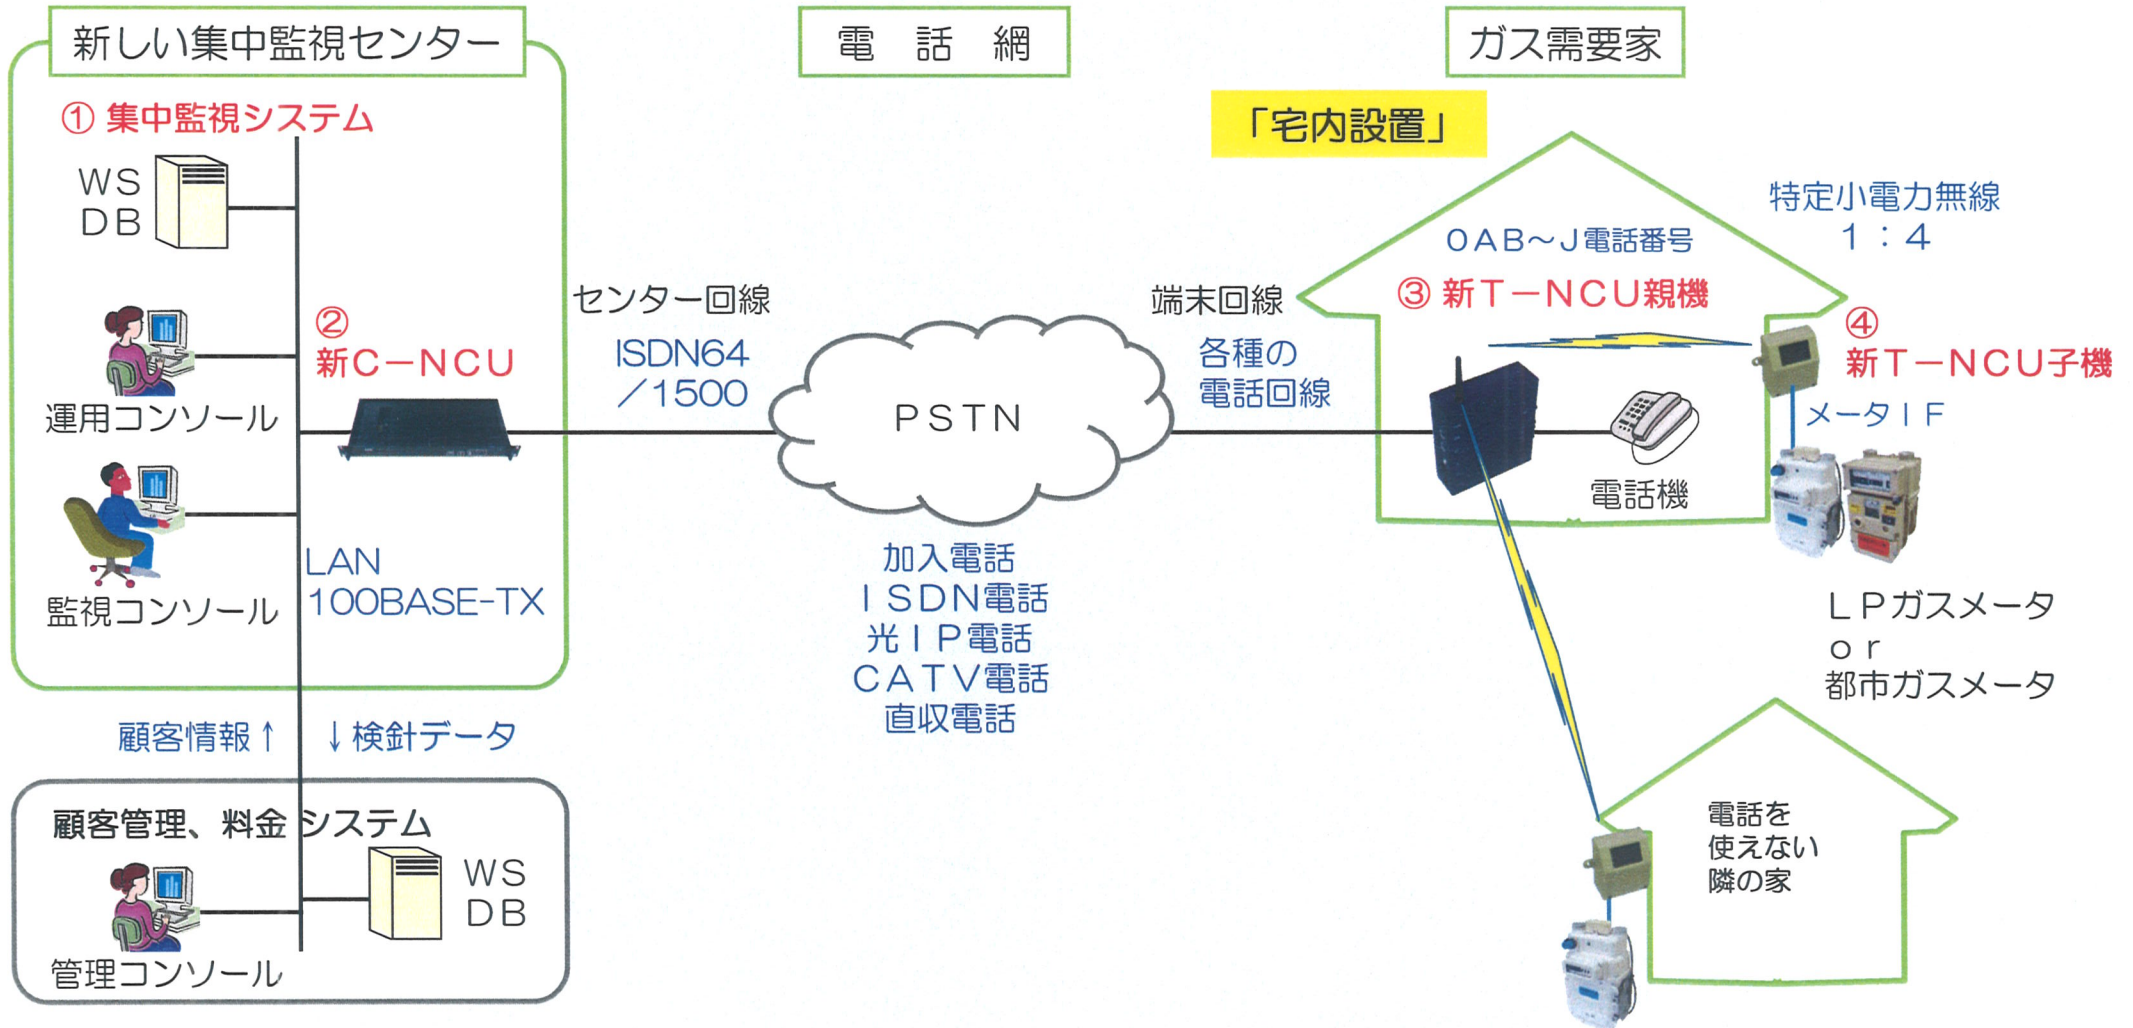 新しい集中監視センター
電 話 網
ガス需要家
① 集中監視システム
「宅内設置」
WS
DB
特定小電力無線
1：4
0AB～J電話番号
センター回線
端末回線
③ 新T－NCU親機
②
新C－NCU
ISDN64
／1500
各種の
電話回線
④
新T－NCU子機
運用コンソール
PSTN
メータIF
電話機
監視コンソール
LAN
100BASE-TX
加入電話
ISDN電話
光IP電話
CATV電話
直収電話
LPガスメータ
or
都市ガスメータ
顧客情報↑
↓検針データ
顧客管理、料金システム
WS
DB
管理コンソール
電話を
使えない
隣の家